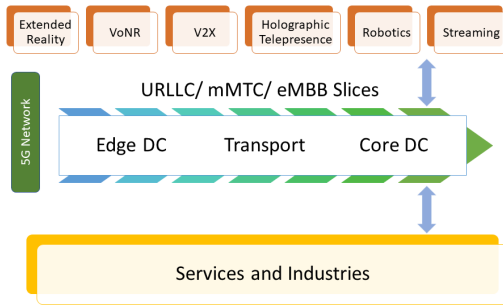 Extended
Reality
VoNR
V2X
Holographic
Telepresence
Robotics
Streaming
URLLC/ mMTC/ eMBB Slices
5G Network
Edge DC
Transport
Core DC
Services and Industries